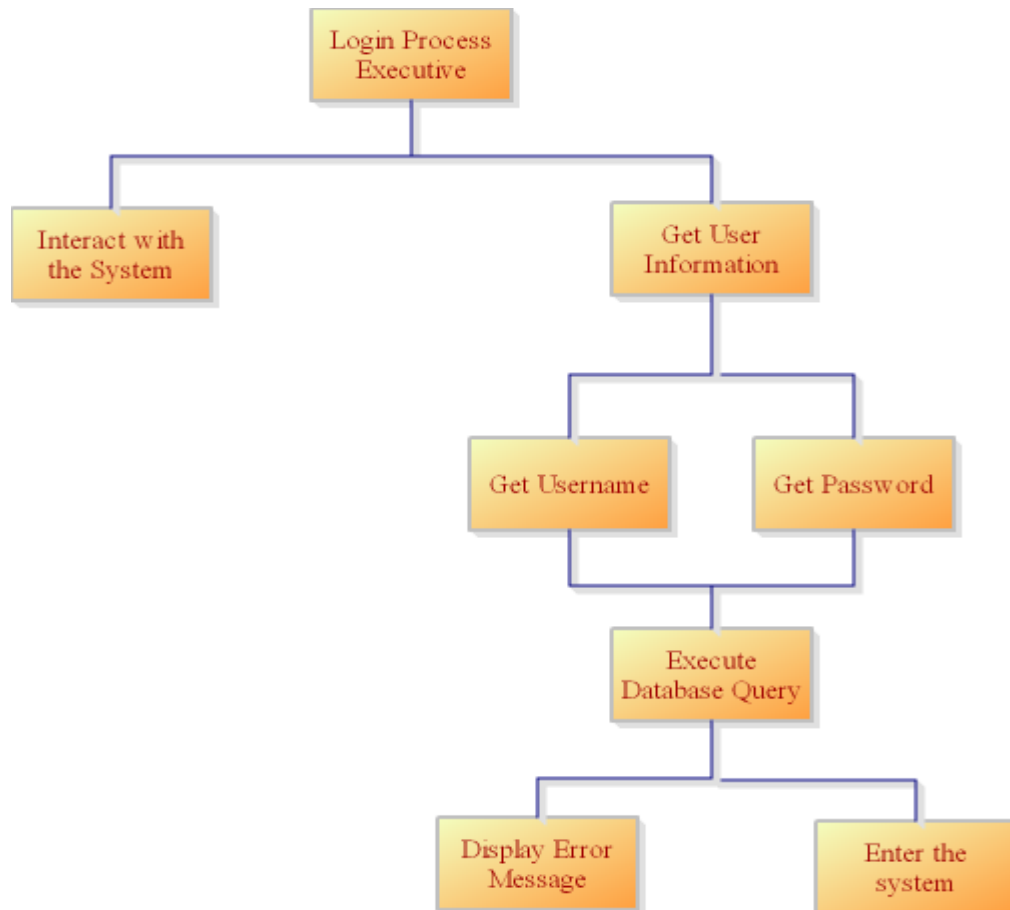 Login Process
Executive
Interact with
the System
Get User
Information
Get Username
Get Password
Execute
Database Query
Display Error
Message
Enter the
system